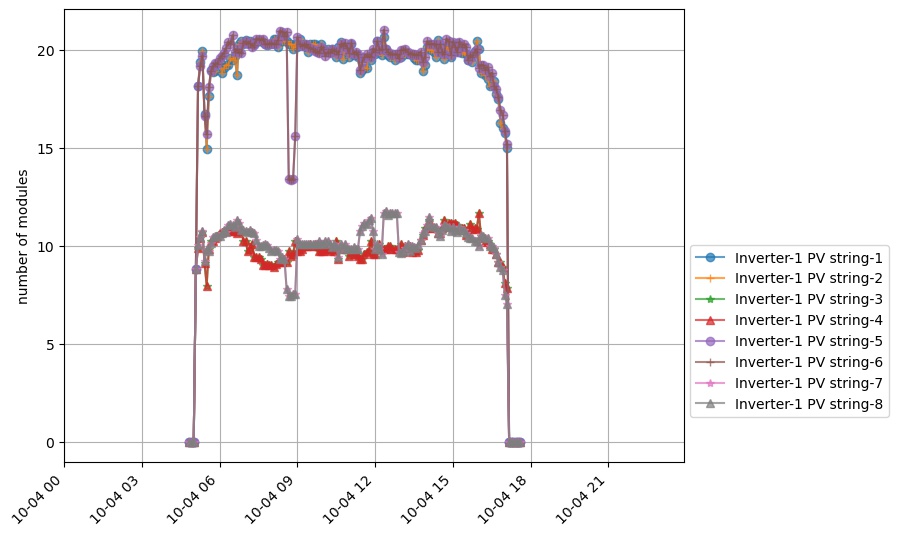 number of modules
20
15
10
5
0
10-04 00
10-04 03
10-04 06
10-04 09
10-04 12
10-04 15
10-04 18
10-04 21
Inverter-1 PV string-1
Inverter-1 PV string-2
Inverter-1 PV string-3
Inverter-1 PV string-4
Inverter-1 PV string-5
Inverter-1 PV string-6
Inverter-1 PV string-7
Inverter-1 PV string-8